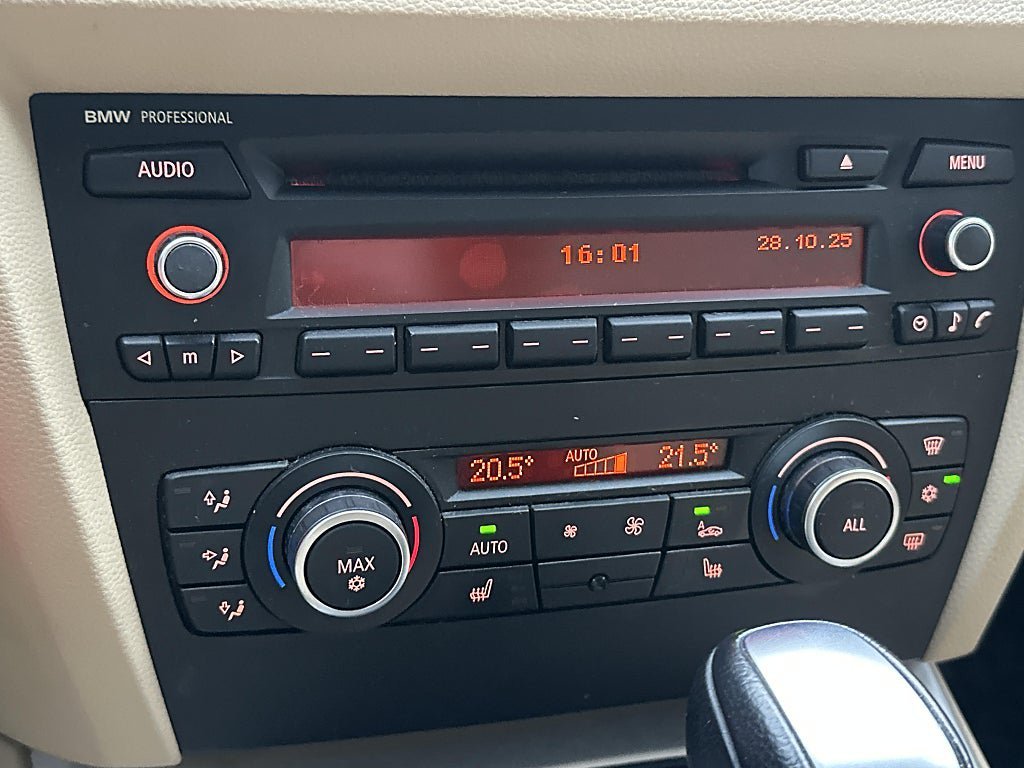 BMW PROFESSIONAL
AUDIO
MENU
16:01
28.10.25
m
20.5°
AUTO
21.5°
MAX
AUTO
A
ALL